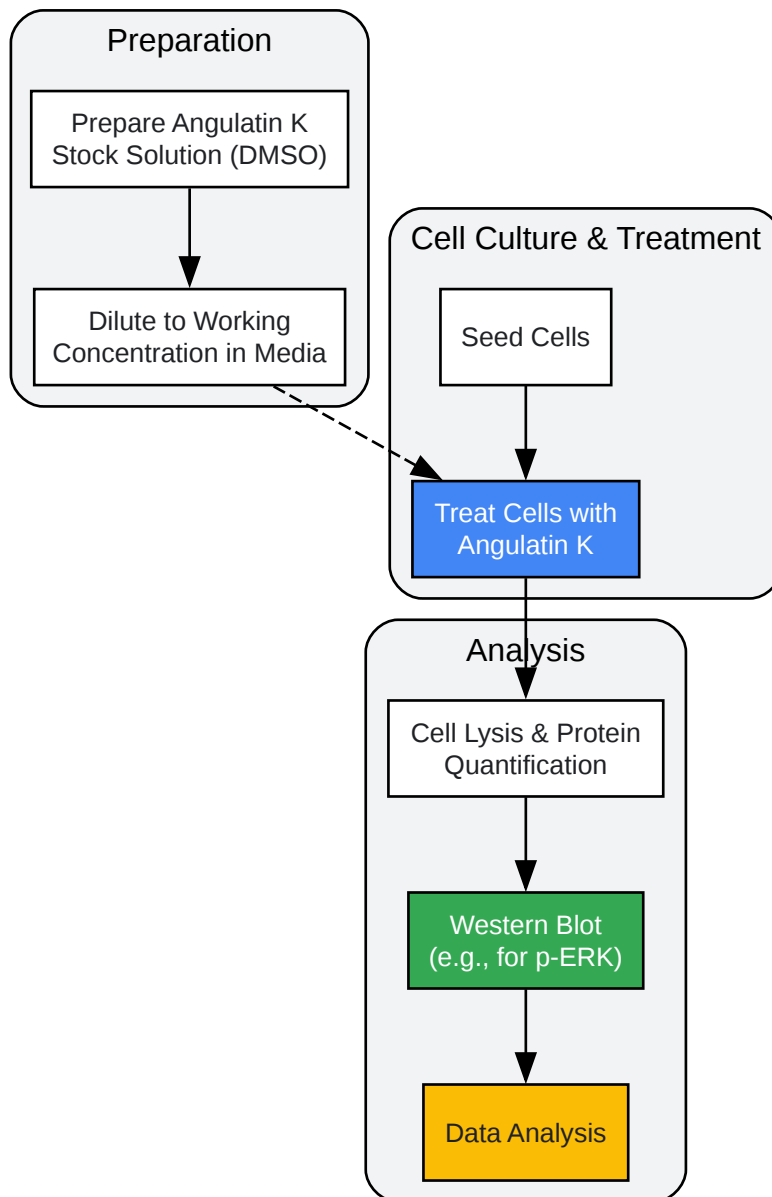 Preparation
Prepare Angulatin K
Stock Solution (DMSO)
Dilute to Working
Concentration in Media
Cell Culture & Treatment
Seed Cells
Treat Cells with
Angulatin K
Analysis
Cell Lysis & Protein
Quantification
Western Blot
(e.g., for p-ERK)
Data Analysis